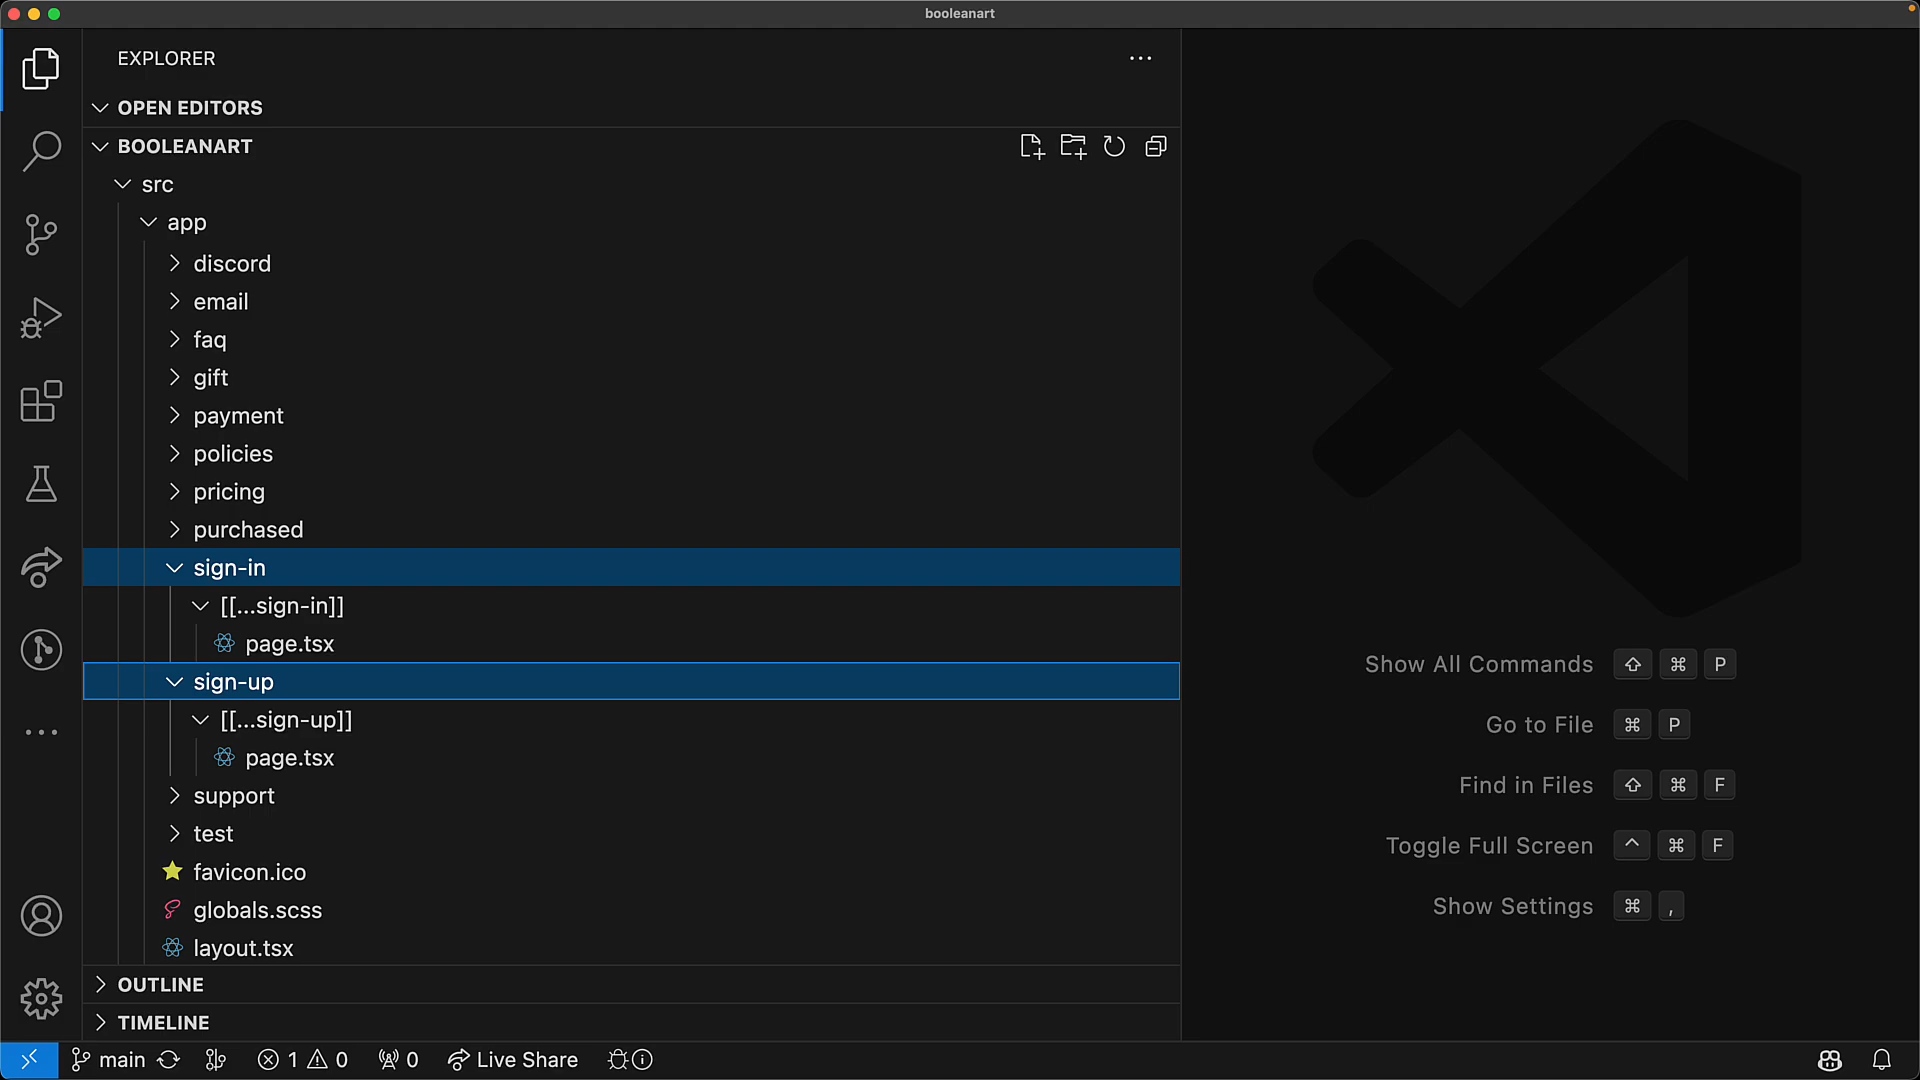 booleanart
EXPLORER
OPEN EDITORS
BOOLEANART
src
app
discord
email
faq
gift
payment
policies
pricing
purchased
sign-in
[[...sign-in]]
page.tsx
sign-up
[[...sign-up]]
page.tsx
support
test
favicon.ico
globals.scss
layout.tsx
OUTLINE
TIMELINE
Show All Commands ⇧ ⌘ P
Go to File ⌘ P
Find in Files ⇧ ⌘ F
Toggle Full Screen ⌃ ⌘ F
Show Settings ⌘ ,
main 1 0 0 Live Share